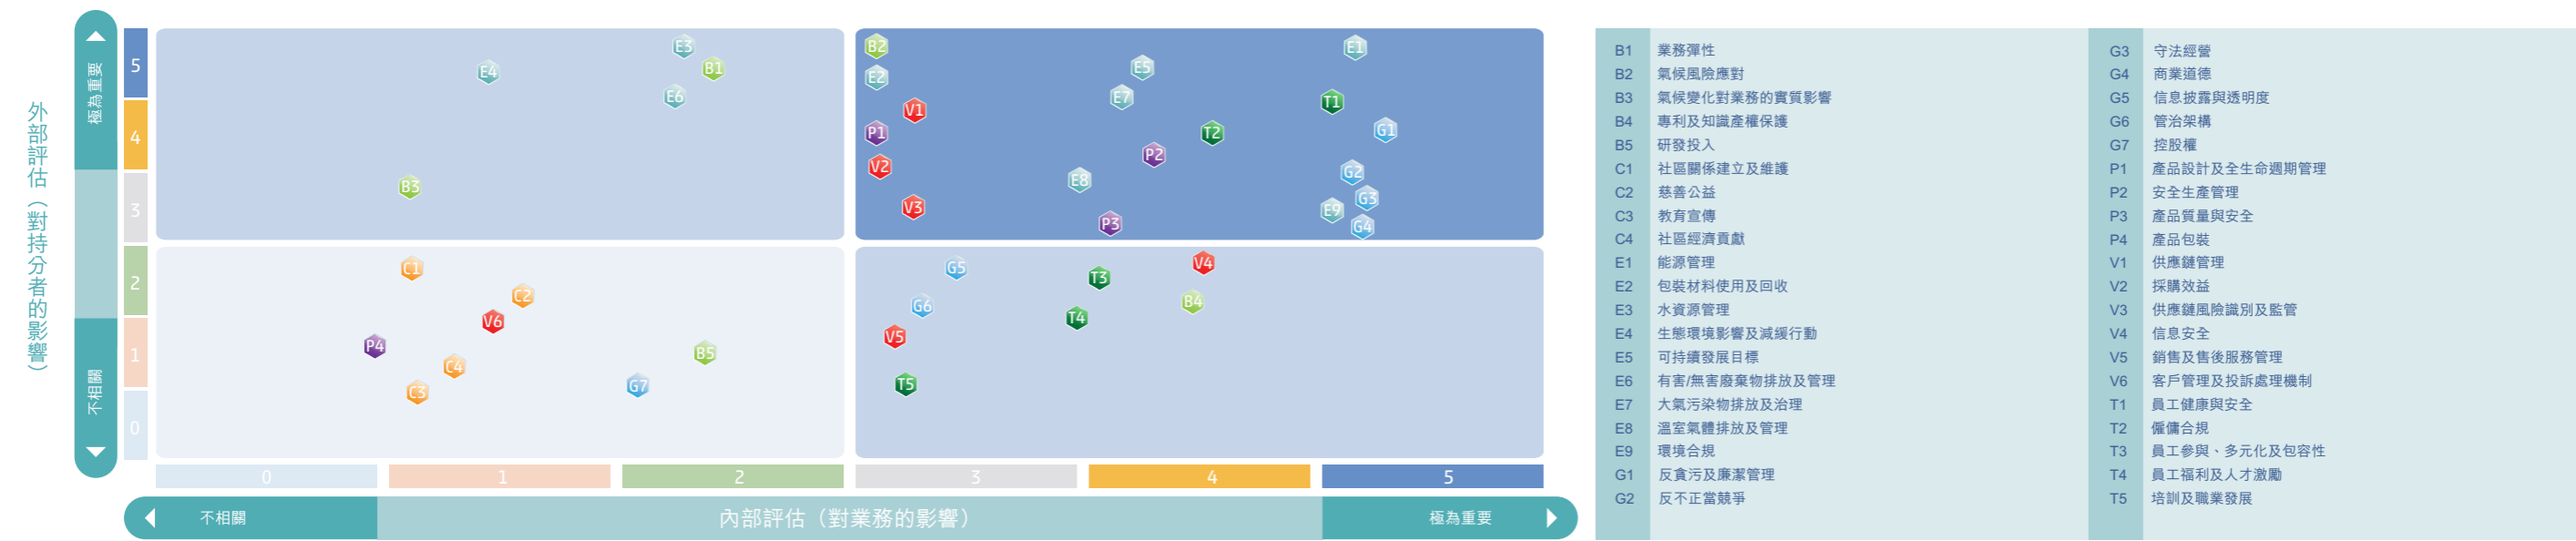 外部評估（對持分者的影響）
極為重要
不相關
5
4
3
2
1
0
E3
B1
E4
E6
B3
B2
E2
V1
P1
V2
V3
E5
E7
T2
P2
E8
P3
E1
T1
G1
G2
G3
E9
G4
C1
C2
V6
P4
C4
C3
B5
G7
G5
G6
V5
T5
T3
T4
V4
B4
0 1 2 3 4 5
不相關 內部評估（對業務的影響） 極為重要
B1 業務彈性
B2 氣候風險應對
B3 氣候變化對業務的實質影響
B4 專利及知識產權保護
B5 研發投入
C1 社區關係建立及維護
C2 慈善公益
C3 教育宣傳
C4 社區經濟貢獻
E1 能源管理
E2 包裝材料使用及回收
E3 水資源管理
E4 生態環境影響及減緩行動
E5 可持續發展目標
E6 有害/無害廢棄物排放及管理
E7 大氣污染物排放及治理
E8 溫室氣體排放及管理
E9 環境合規
G1 反貪污及廉潔管理
G2 反不正當競爭
G3 守法經營
G4 商業道德
G5 信息披露與透明度
G6 管治架構
G7 控股權
P1 產品設計及全生命週期管理
P2 安全生產管理
P3 產品質量與安全
P4 產品包裝
V1 供應鏈管理
V2 採購效益
V3 供應鏈風險識別及監管
V4 信息安全
V5 銷售及售後服務管理
V6 客戶管理及投訴處理機制
T1 員工健康與安全
T2 僱傭合規
T3 員工參與、多元化及包容性
T4 員工福利及人才激勵
T5 培訓及職業發展